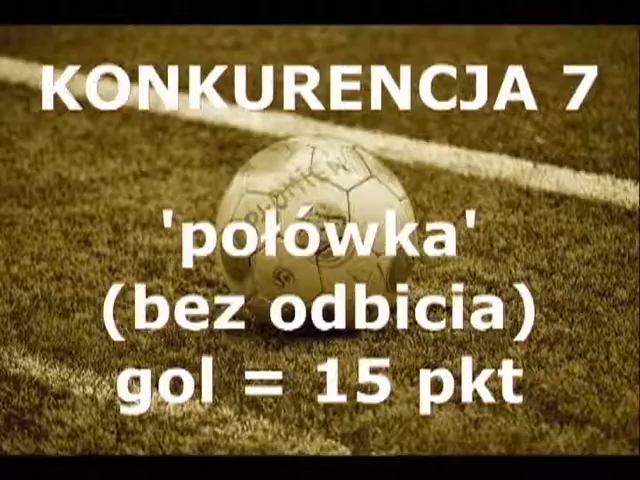 KONKURENCJA 7
'połówka'
(bez odbicia)
gol = 15 pkt